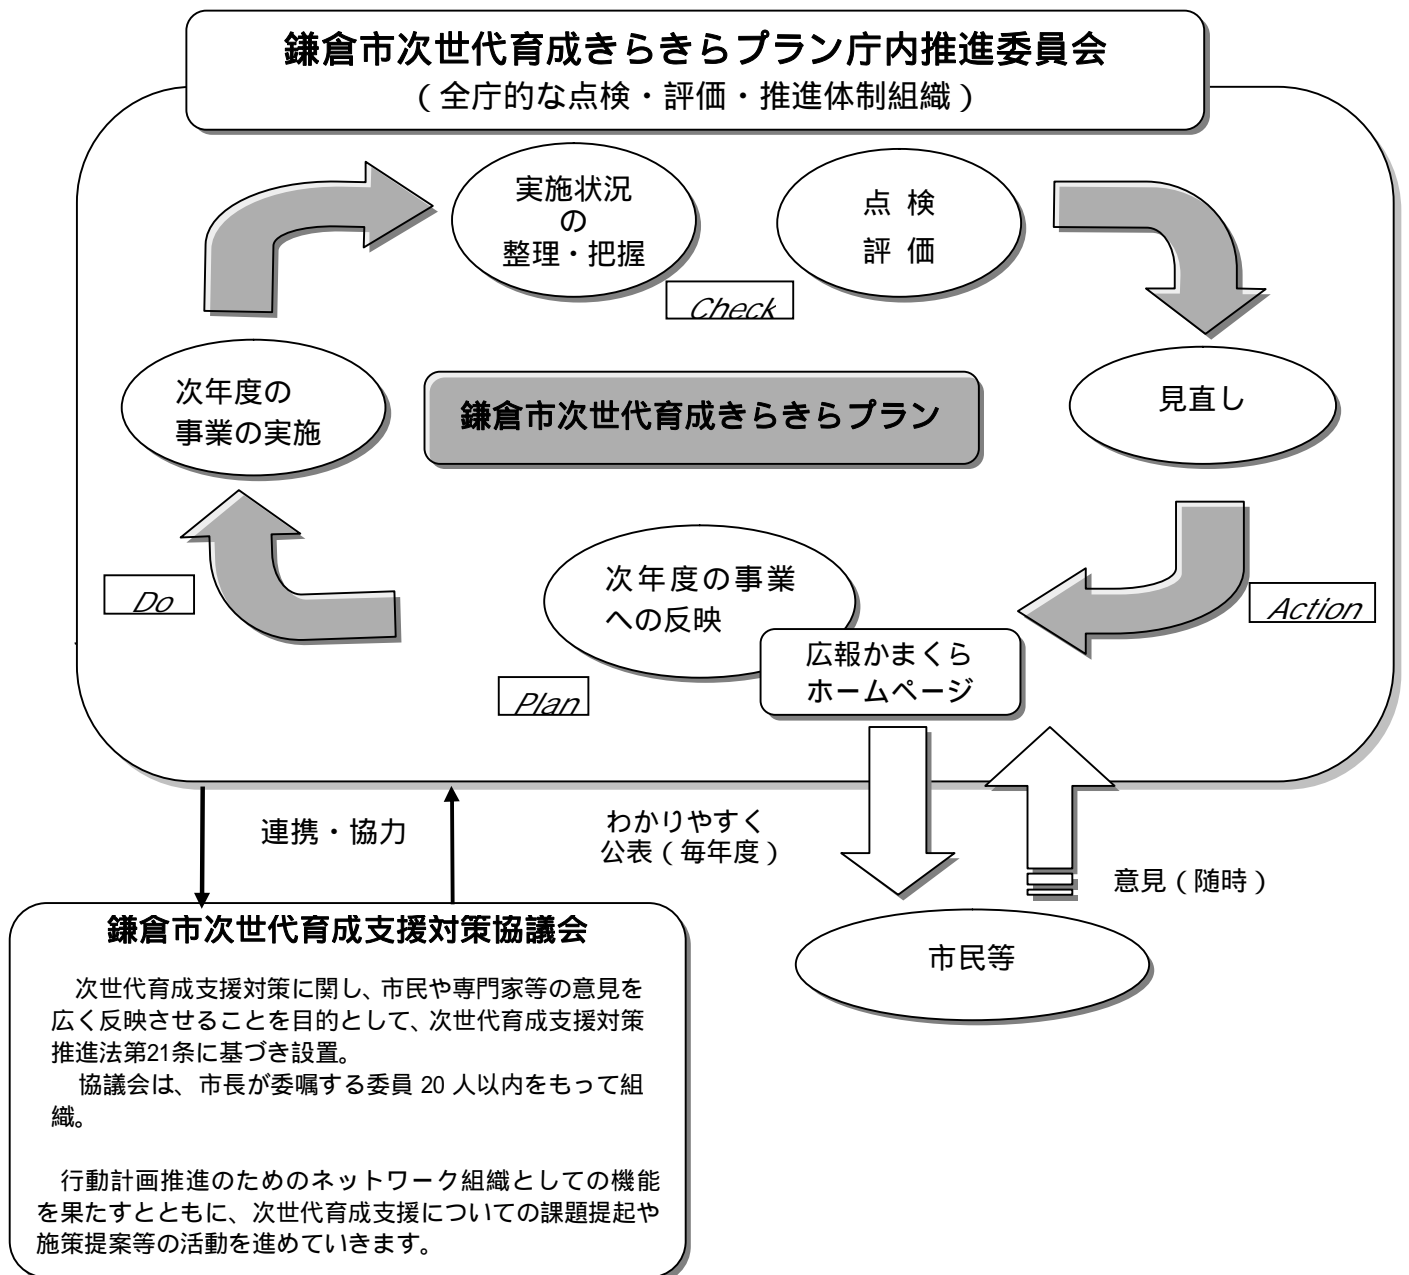 鎌倉市次世代育成きらきらプラン庁内推進委員会
（全庁的な点検・評価・推進体制組織）
実施状況
の
整理・把握
点 検
評 価
Check
次年度の
事業の実施
鎌倉市次世代育成きらきらプラン
見直し
Do
次年度の事業
への反映
Action
広報かまくら
ホームページ
Plan
連携・協力
わかりやすく
公表（毎年度）
意見（随時）
鎌倉市次世代育成支援対策協議会
次世代育成支援対策に関し、市民や専門家等の意見を
広く反映させることを目的として、次世代育成支援対策
推進法第21条に基づき設置。
協議会は、市長が委嘱する委員 20 人以内をもって組
織。
行動計画推進のためのネットワーク組織としての機能
を果たすとともに、次世代育成支援についての課題提起や
施策提案等の活動を進めていきます。
市民等